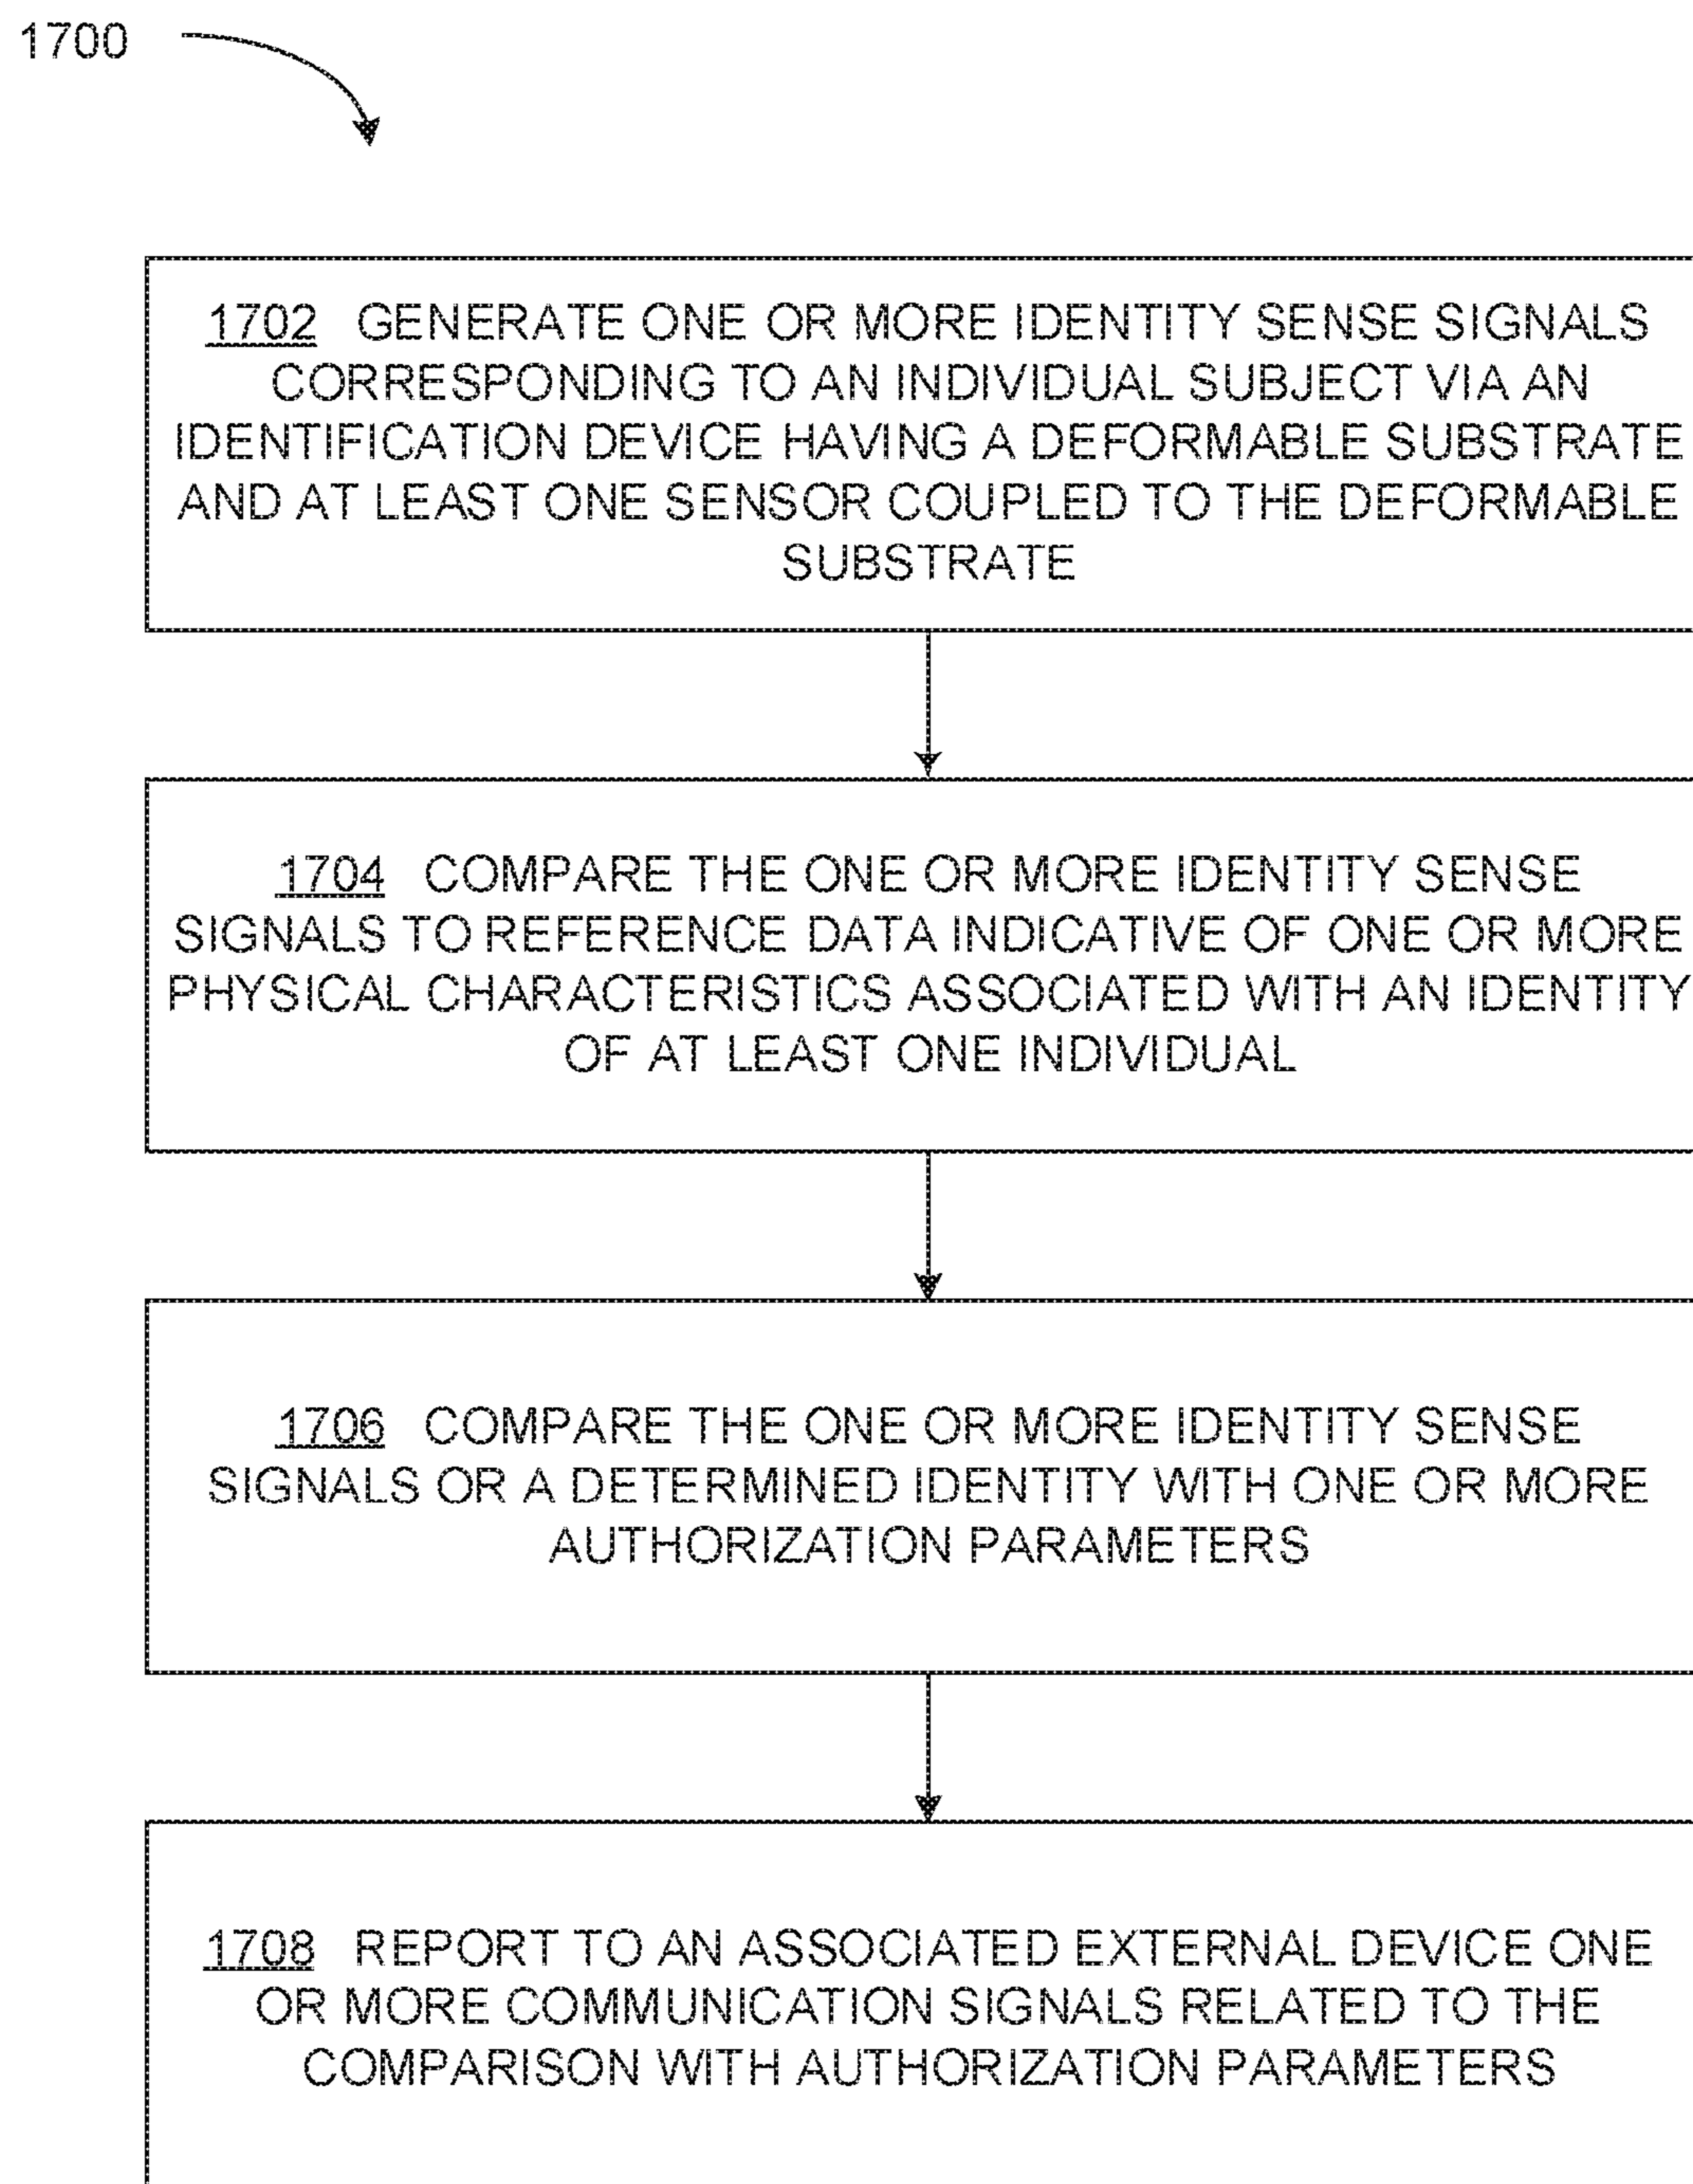 1700
1702 GENERATE ONE OR MORE IDENTITY SENSE SIGNALS
CORRESPONDING TO AN INDIVIDUAL SUBJECT VIA AN
IDENTIFICATION DEVICE HAVING A DEFORMABLE SUBSTRATE
AND AT LEAST ONE SENSOR COUPLED TO THE DEFORMABLE
SUBSTRATE
1704 COMPARE THE ONE OR MORE IDENTITY SENSE
SIGNALS TO REFERENCE DATA INDICATIVE OF ONE OR MORE
PHYSICAL CHARACTERISTICS ASSOCIATED WITH AN IDENTITY
OF AT LEAST ONE INDIVIDUAL
1706 COMPARE THE ONE OR MORE IDENTITY SENSE
SIGNALS OR A DETERMINED IDENTITY WITH ONE OR MORE
AUTHORIZATION PARAMETERS
1708 REPORT TO AN ASSOCIATED EXTERNAL DEVICE ONE
OR MORE COMMUNICATION SIGNALS RELATED TO THE
COMPARISON WITH AUTHORIZATION PARAMETERS